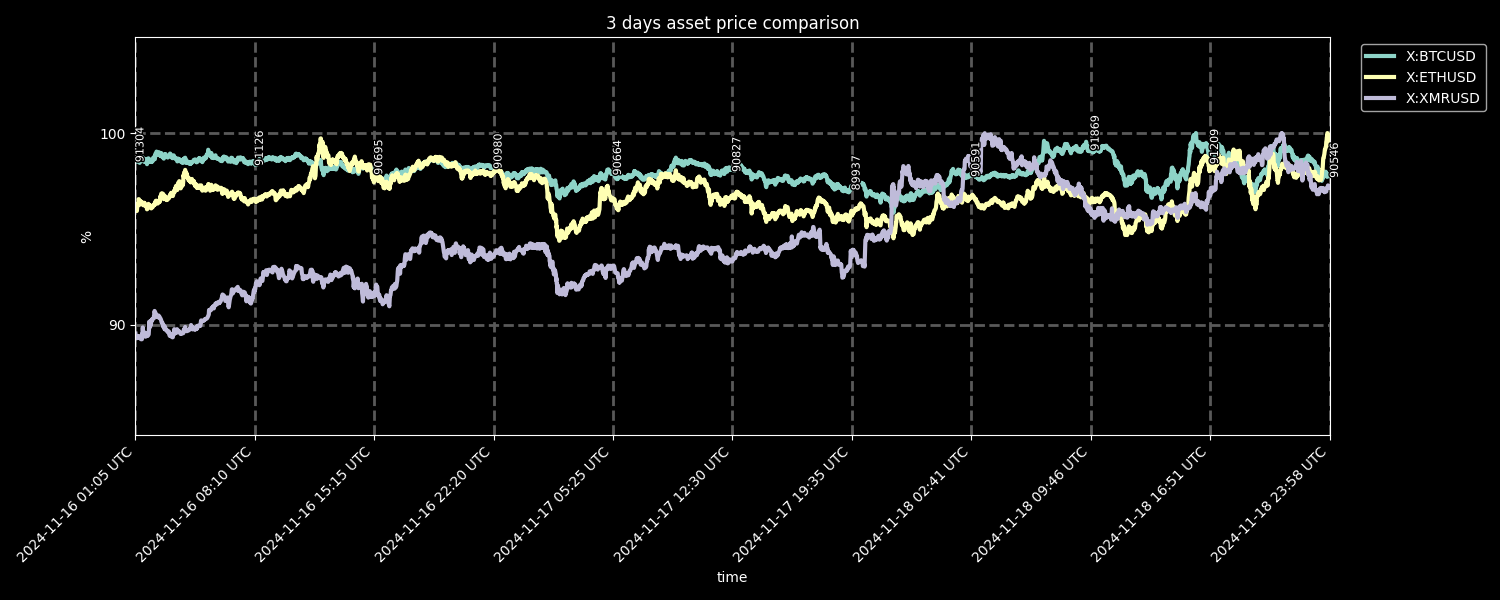 3 days asset price comparison
X:BTCUSD
X:ETHUSD
X:XMRUSD
%
100
90
91304
91126
90695
90980
90664
90827
89937
90591
91869
91209
90546
2024-11-16 01:05 UTC
2024-11-16 08:10 UTC
2024-11-16 15:15 UTC
2024-11-16 22:20 UTC
2024-11-17 05:25 UTC
2024-11-17 12:30 UTC
2024-11-17 19:35 UTC
2024-11-18 02:41 UTC
2024-11-18 09:46 UTC
2024-11-18 16:51 UTC
2024-11-18 23:58 UTC
time